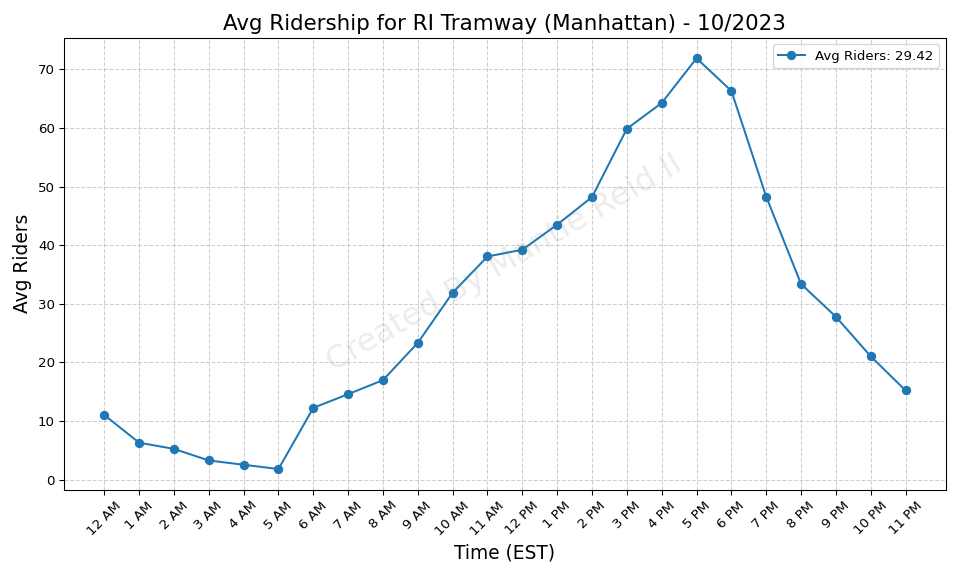 Avg Ridership for RI Tramway (Manhattan) - 10/2023
Avg Riders: 29.42
70
60
50
40
30
20
10
0
Avg Riders
Created By Mantle Reid II
12 AM
1 AM
2 AM
3 AM
4 AM
5 AM
6 AM
7 AM
8 AM
9 AM
10 AM
11 AM
12 PM
1 PM
2 PM
3 PM
4 PM
5 PM
6 PM
7 PM
8 PM
9 PM
10 PM
11 PM
Time (EST)